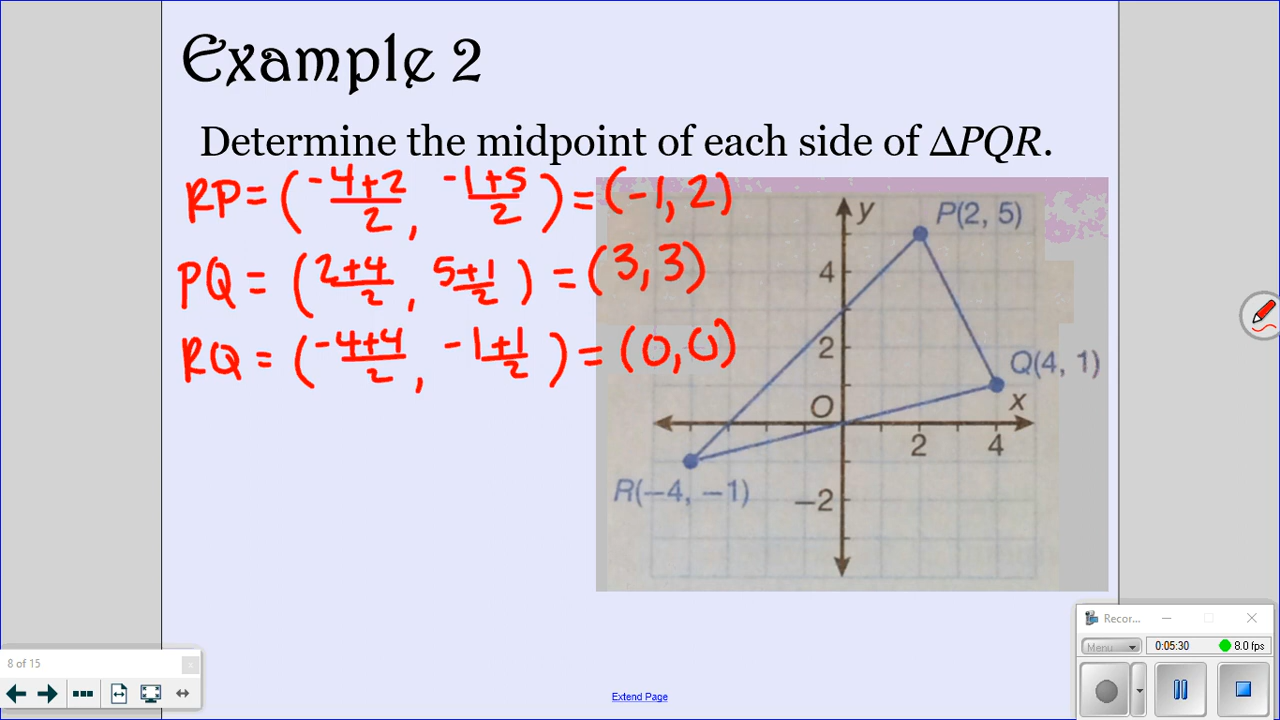 Example 2
Determine the midpoint of each side of ΔPQR.
RP = (-4+2/2, -1+5/2) = (-1, 2)
PQ = (2+4/2, 5+1/2) = (3, 3)
RQ = (-4+4/2, -1+1/2) = (0, 0)
y
P(2, 5)
4
2
Q(4, 1)
O
x
2
4
R(−4, −1)
−2
Recor...
Menu
0:05:30
8.0 fps
8 of 15
Extend Page